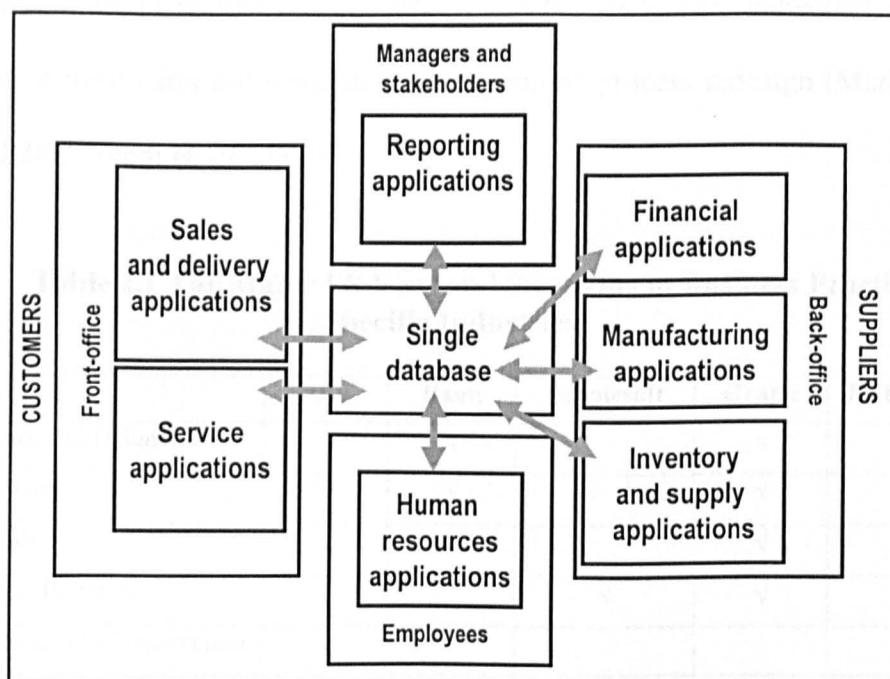 Managers and
stakeholders
Reporting
applications
CUSTOMERS
Front-office
Sales
and delivery
applications
Service
applications
Single
database
Financial
applications
Manufacturing
applications
Inventory
and supply
applications
Back-office
SUPPLIERS
Human
resources
applications
Employees